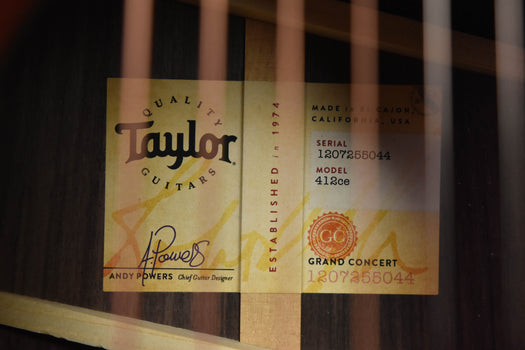 QUALITY
Taylor
GUITARS
A Powers
ANDY POWERS Chief Guitar Designer
ESTABLISHED in 1974
MADE in EL CAJON,
CALIFORNIA, USA
SERIAL
1207255044
MODEL
412ce
GC
GRAND CONCERT
1207255044